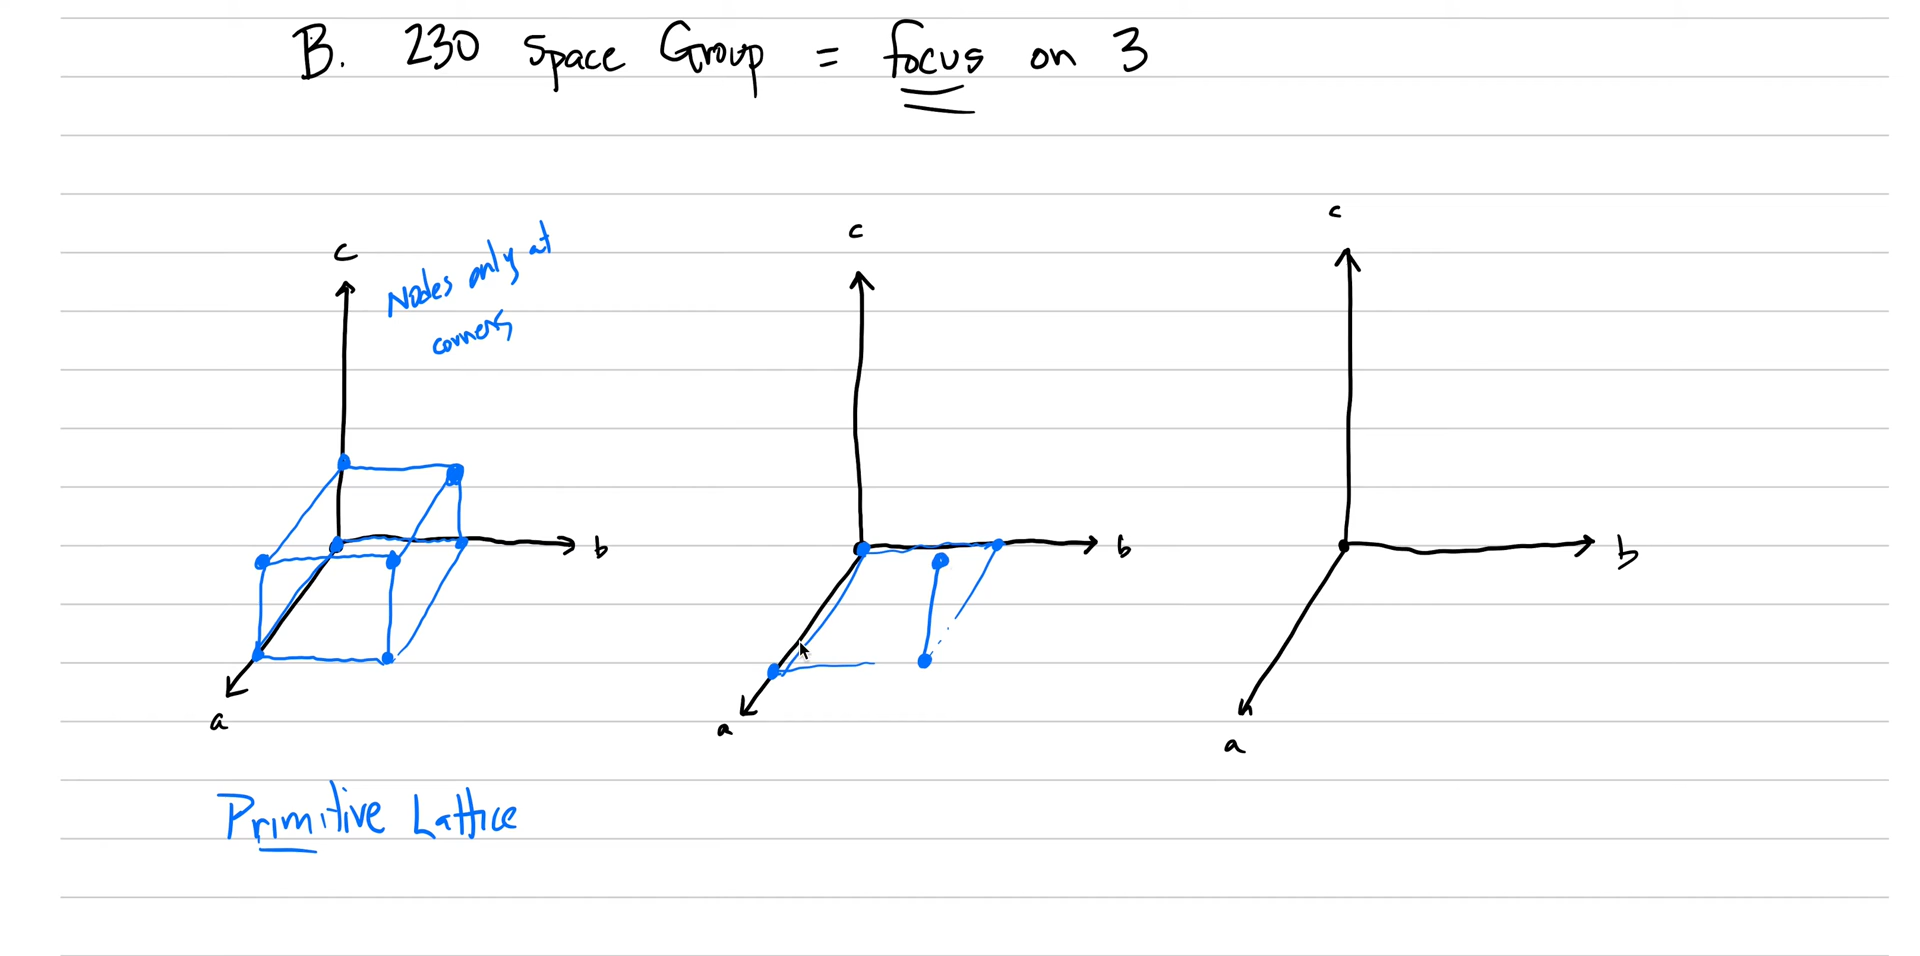 B. 230 Space Group = focus on 3
c
Nodes only at
corners
b
a
c
b
a
c
b
a
Primitive Lattice